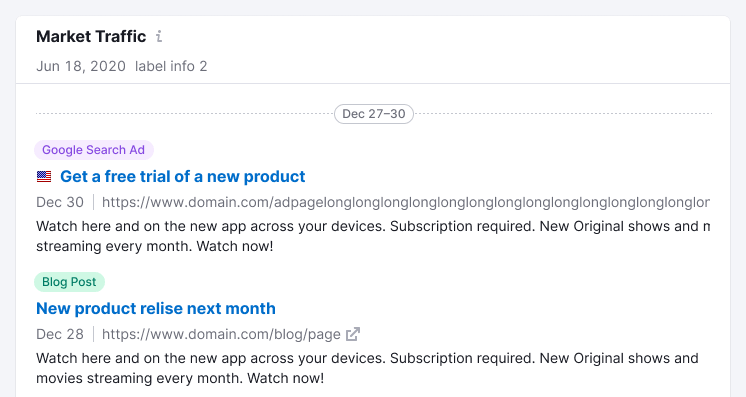 Market Traffic
Jun 18, 2020 label info 2
Dec 27–30
Google Search Ad
Get a free trial of a new product
Dec 30 https://www.domain.com/adpagelonglonglonglonglonglonglonglonglonglonglonglonglonglonglon
Watch here and on the new app across your devices. Subscription required. New Original shows and
streaming every month. Watch now!
Blog Post
New product relise next month
Dec 28 https://www.domain.com/blog/page
Watch here and on the new app across your devices. Subscription required. New Original shows and
movies streaming every month. Watch now!